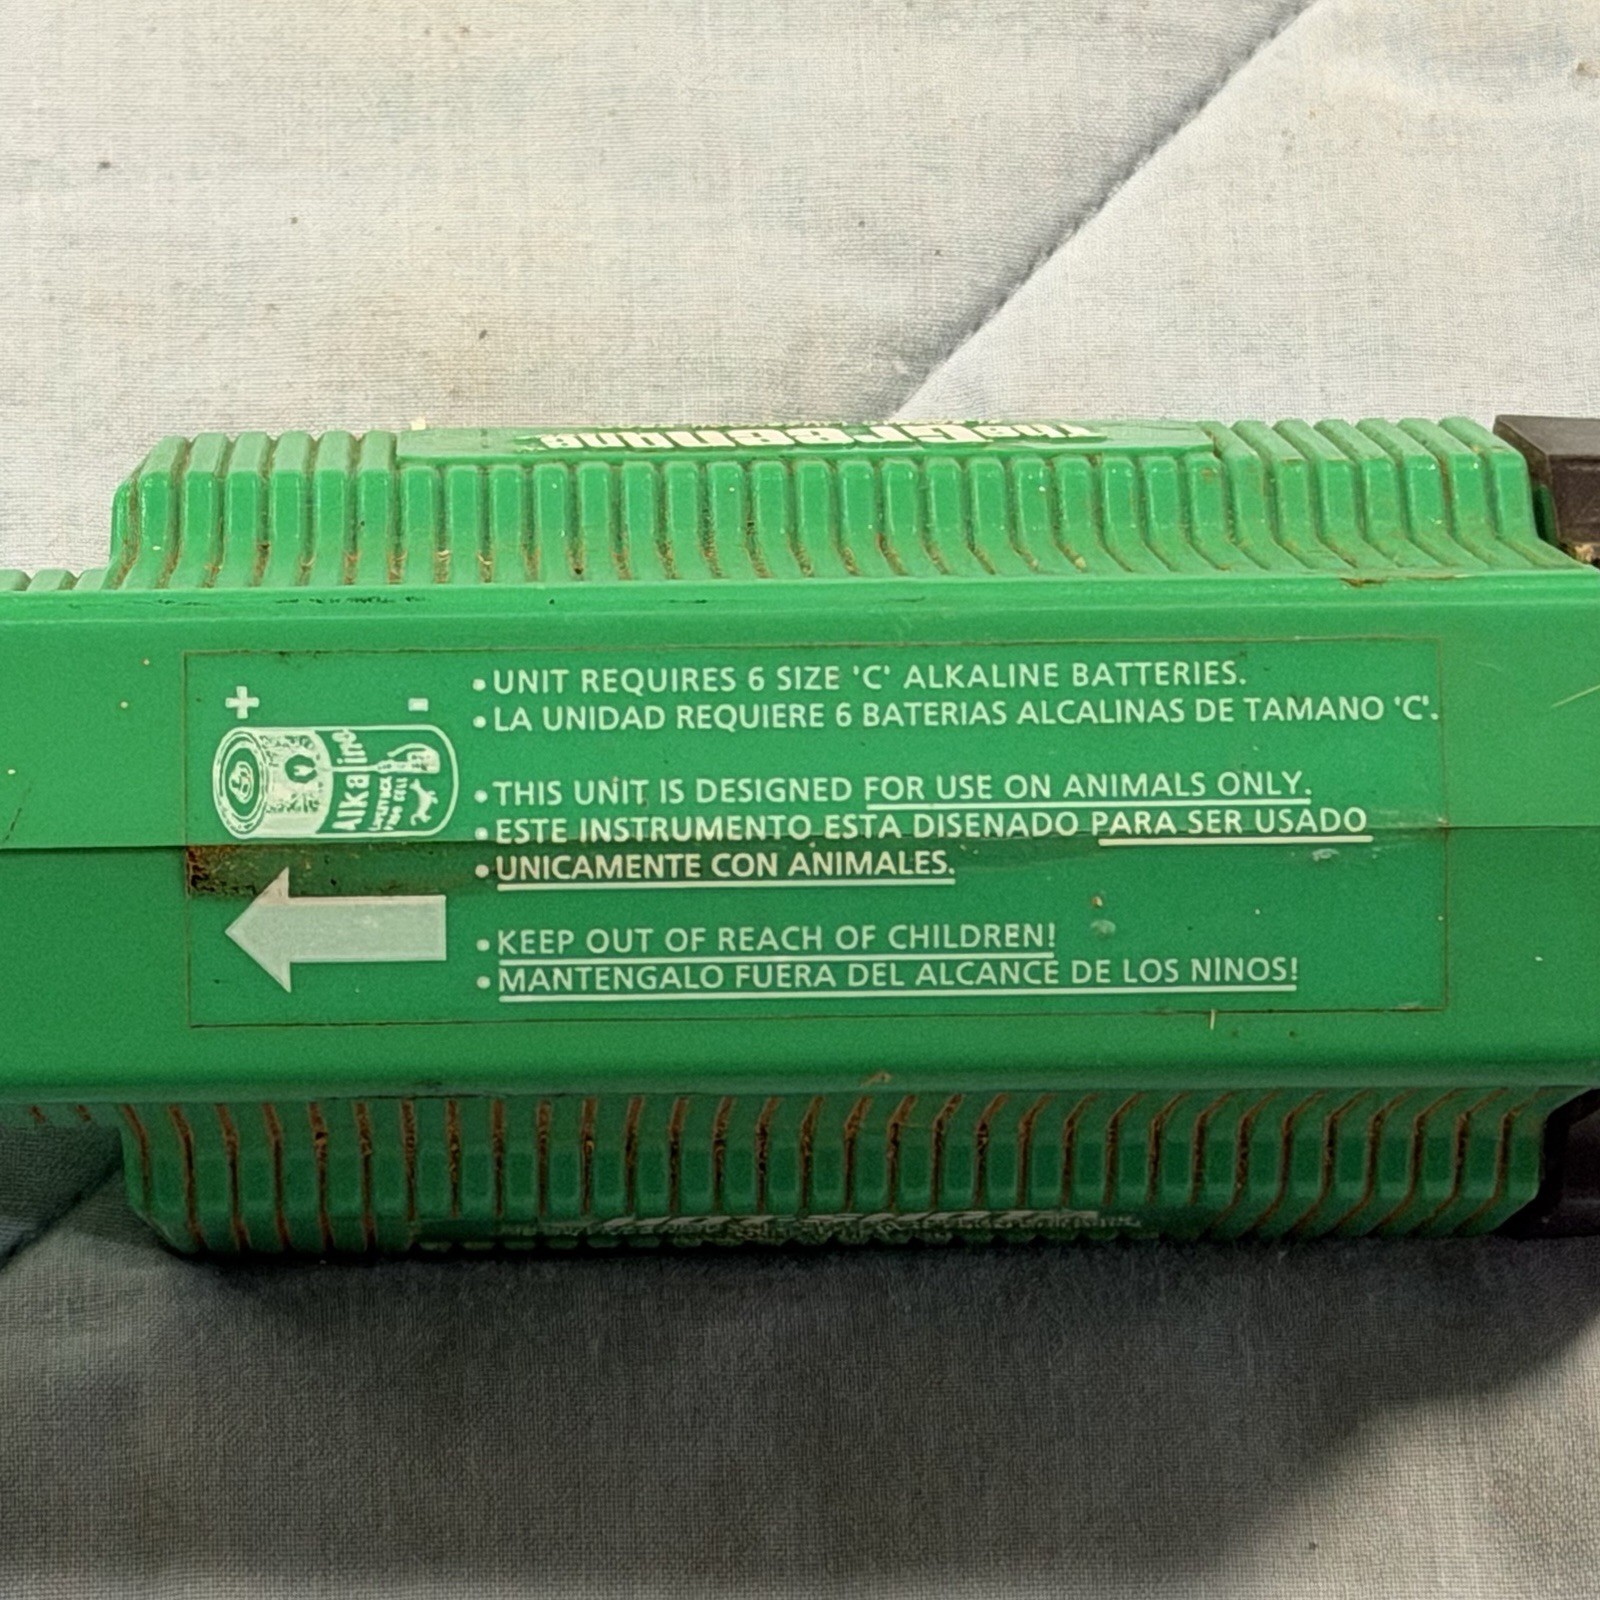 TheGreenOne
+ -
Alkaline
• UNIT REQUIRES 6 SIZE 'C' ALKALINE BATTERIES.
• LA UNIDAD REQUIERE 6 BATERIAS ALCALINAS DE TAMANO 'C'.
• THIS UNIT IS DESIGNED FOR USE ON ANIMALS ONLY.
• ESTE INSTRUMENTO ESTA DISENADO PARA SER USADO
• UNICAMENTE CON ANIMALES.
• KEEP OUT OF REACH OF CHILDREN!
• MANTENGALO FUERA DEL ALCANCE DE LOS NINOS!